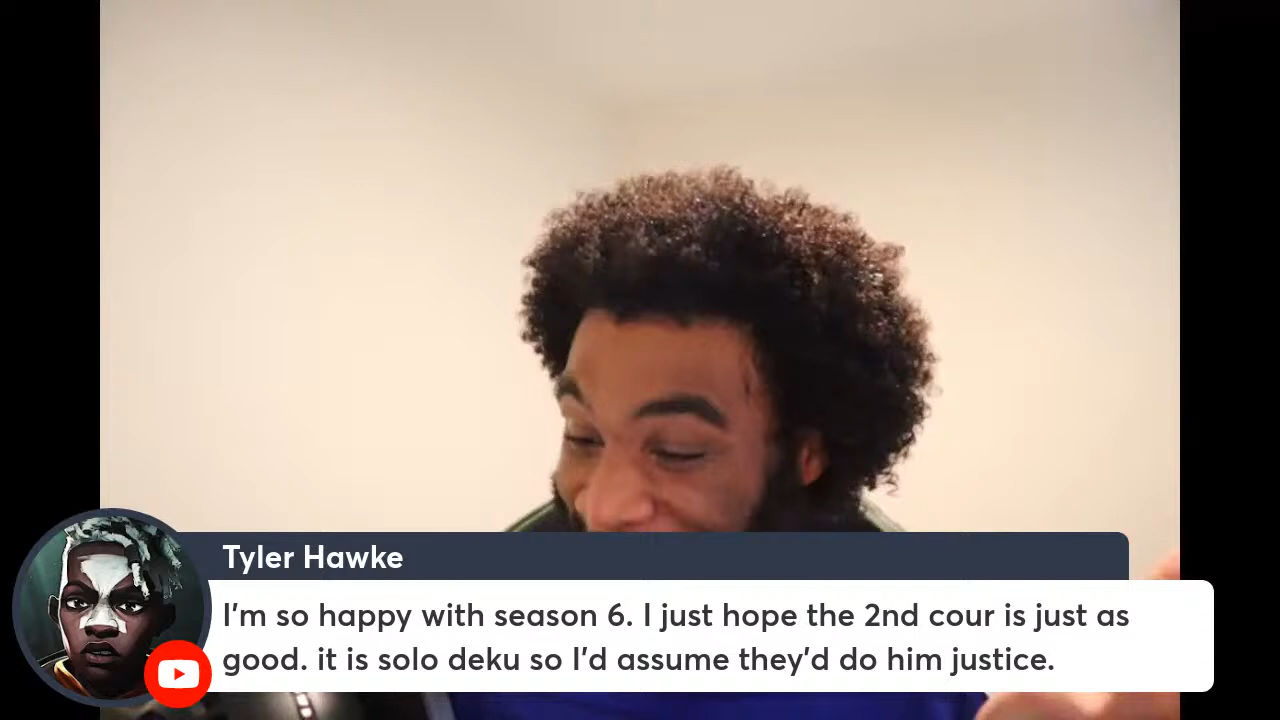 Tyler Hawke
I'm so happy with season 6. I just hope the 2nd cour is just as
good. it is solo deku so I'd assume they'd do him justice.